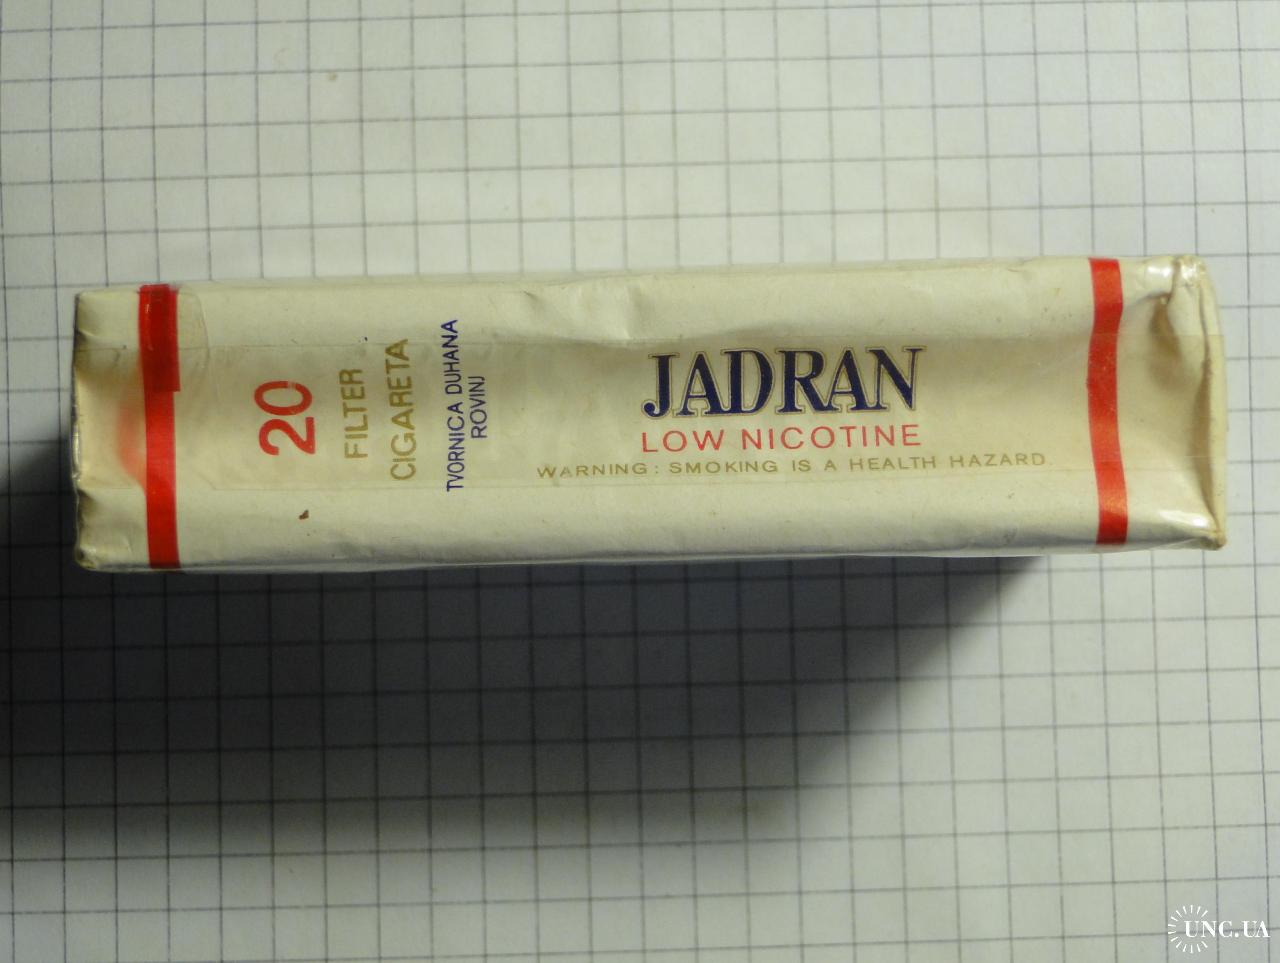 20
FILTER
CIGARETA
TVORNICA DUHANA
ROVINJ
JADRAN
LOW NICOTINE
WARNING: SMOKING IS A HEALTH HAZARD.
UNC.UA